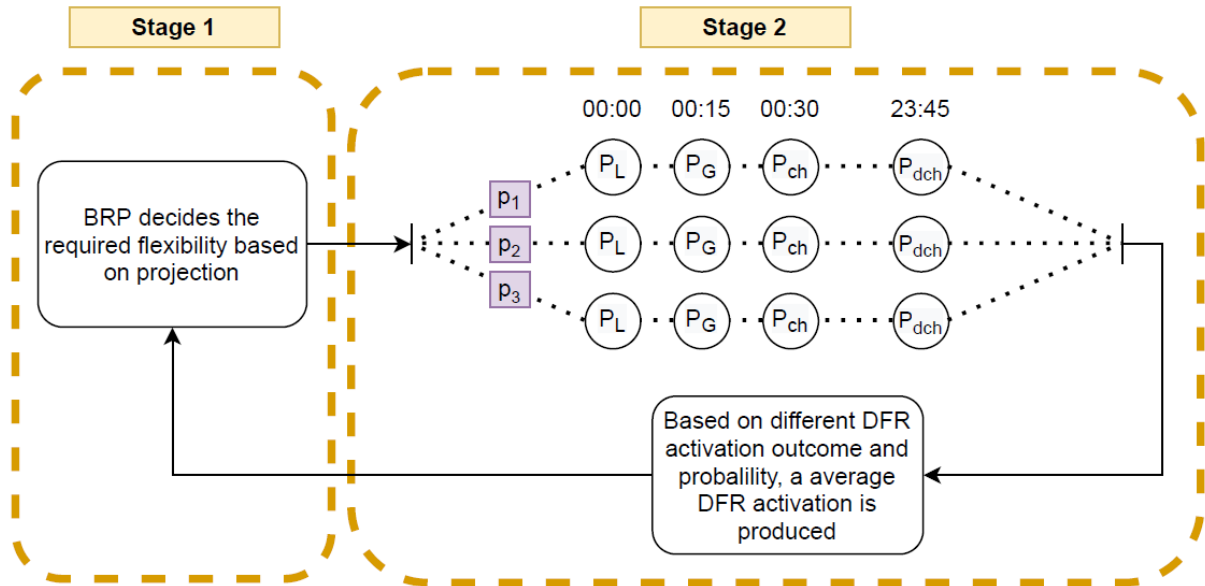 Stage 1
Stage 2
00:00 00:15 00:30 23:45
BRP decides the
required flexibility based
on projection
p1 PL PG Pch Pdch
p2 PL PG Pch Pdch
p3 PL PG Pch Pdch
Based on different DFR
activation outcome and
probalility, a average
DFR activation is
produced